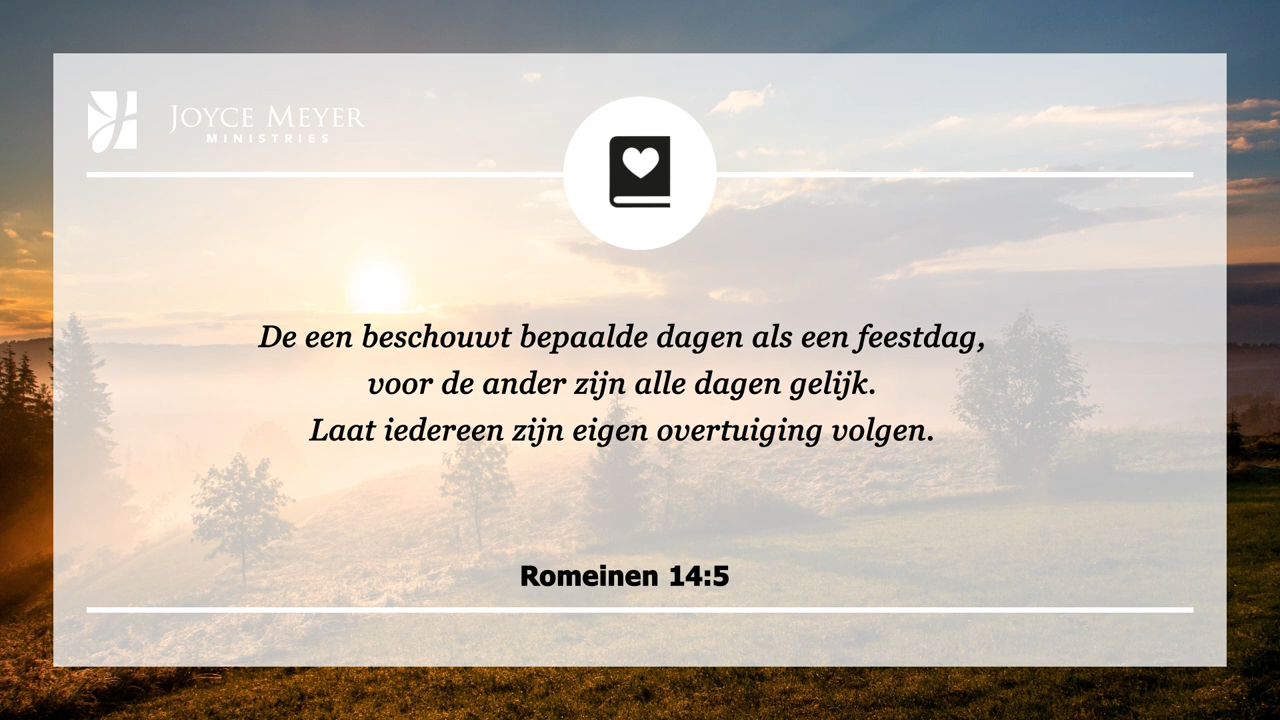 JOYCE MEYER
MINISTRIES
De een beschouwt bepaalde dagen als een feestdag,
voor de ander zijn alle dagen gelijk.
Laat iedereen zijn eigen overtuiging volgen.
Romeinen 14:5